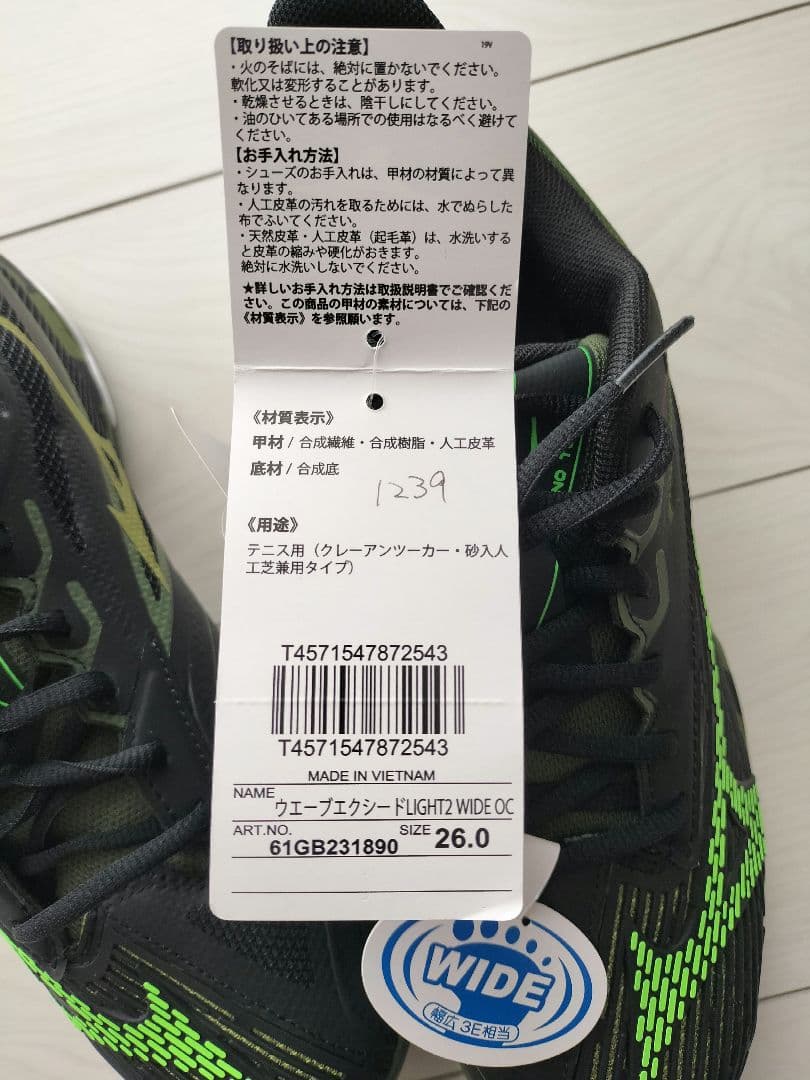 【取り扱い上の注意】
19V
・火のそばには、絶対に置かないでください。
軟化又は変形することがあります。
・乾燥させるときは、陰干しにしてください。
・油のひいてある場所での使用はなるべく避けて
ください。
【お手入れ方法】
・シューズのお手入れは、甲材の材質によって異
なります。
・人工皮革の汚れを取るためには、水でぬらした
布でふいてください。
・天然皮革・人工皮革（起毛革）は、水洗いする
と皮革の縮みや硬化がおきます。
絶対に水洗いしないでください。
★詳しいお手入れ方法は取扱説明書でご確認くだ
さい。この商品の甲材の素材については、下記の
《材質表示》を参照願います。
《材質表示》
甲材 / 合成繊維・合成樹脂・人工皮革
底材 / 合成底
1239
《用途》
テニス用（クレーアンツーカー・砂入人
工芝兼用タイプ）
T4571547872543
T4571547872543
MADE IN VIETNAM
NAME ウエーブエクシードLIGHT2 WIDE OC
ART.NO. 61GB231890 SIZE 26.0
WIDE
幅広 3E相当